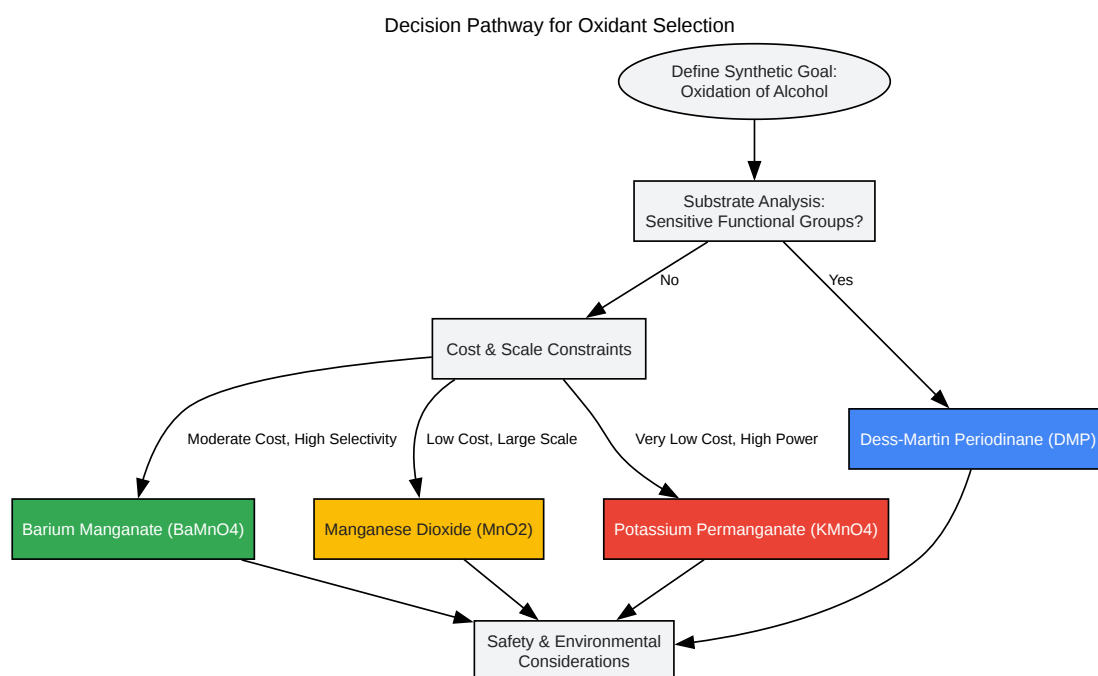 Decision Pathway for Oxidant Selection
Define Synthetic Goal:
Oxidation of Alcohol
Substrate Analysis:
Sensitive Functional Groups?
No
Yes
Cost & Scale Constraints
Moderate Cost, High Selectivity
Low Cost, Large Scale
Very Low Cost, High Power
Dess-Martin Periodinane (DMP)
Barium Manganate (BaMnO4)
Manganese Dioxide (MnO2)
Potassium Permanganate (KMnO4)
Safety & Environmental
Considerations